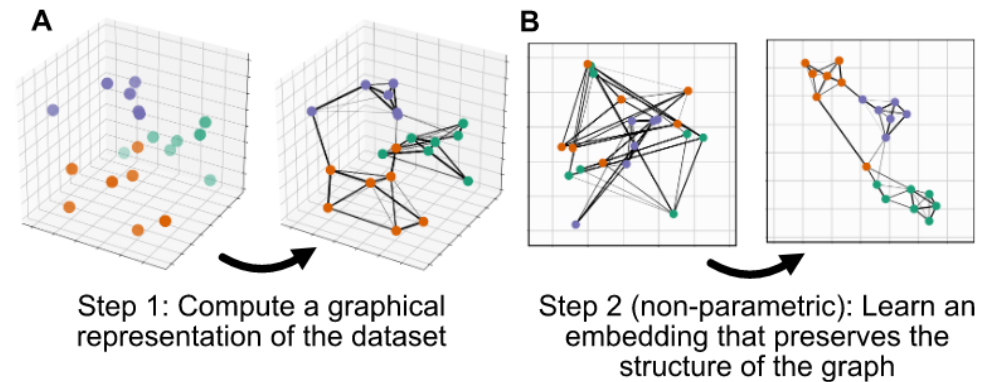 A
B
Step 1: Compute a graphical
representation of the dataset
Step 2 (non-parametric): Learn an
embedding that preserves the
structure of the graph